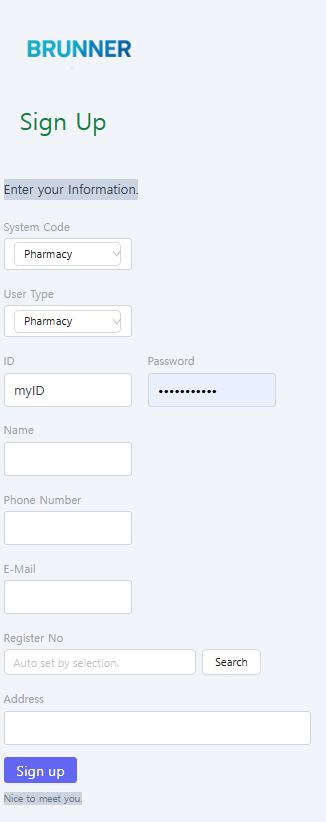 BRUNNER
Sign Up
Enter your Information.
System Code
Pharmacy
User Type
Pharmacy
ID Password
myID •••••••••••
Name
Phone Number
E-Mail
Register No
Auto set by selection. Search
Address
Sign up
Nice to meet you.